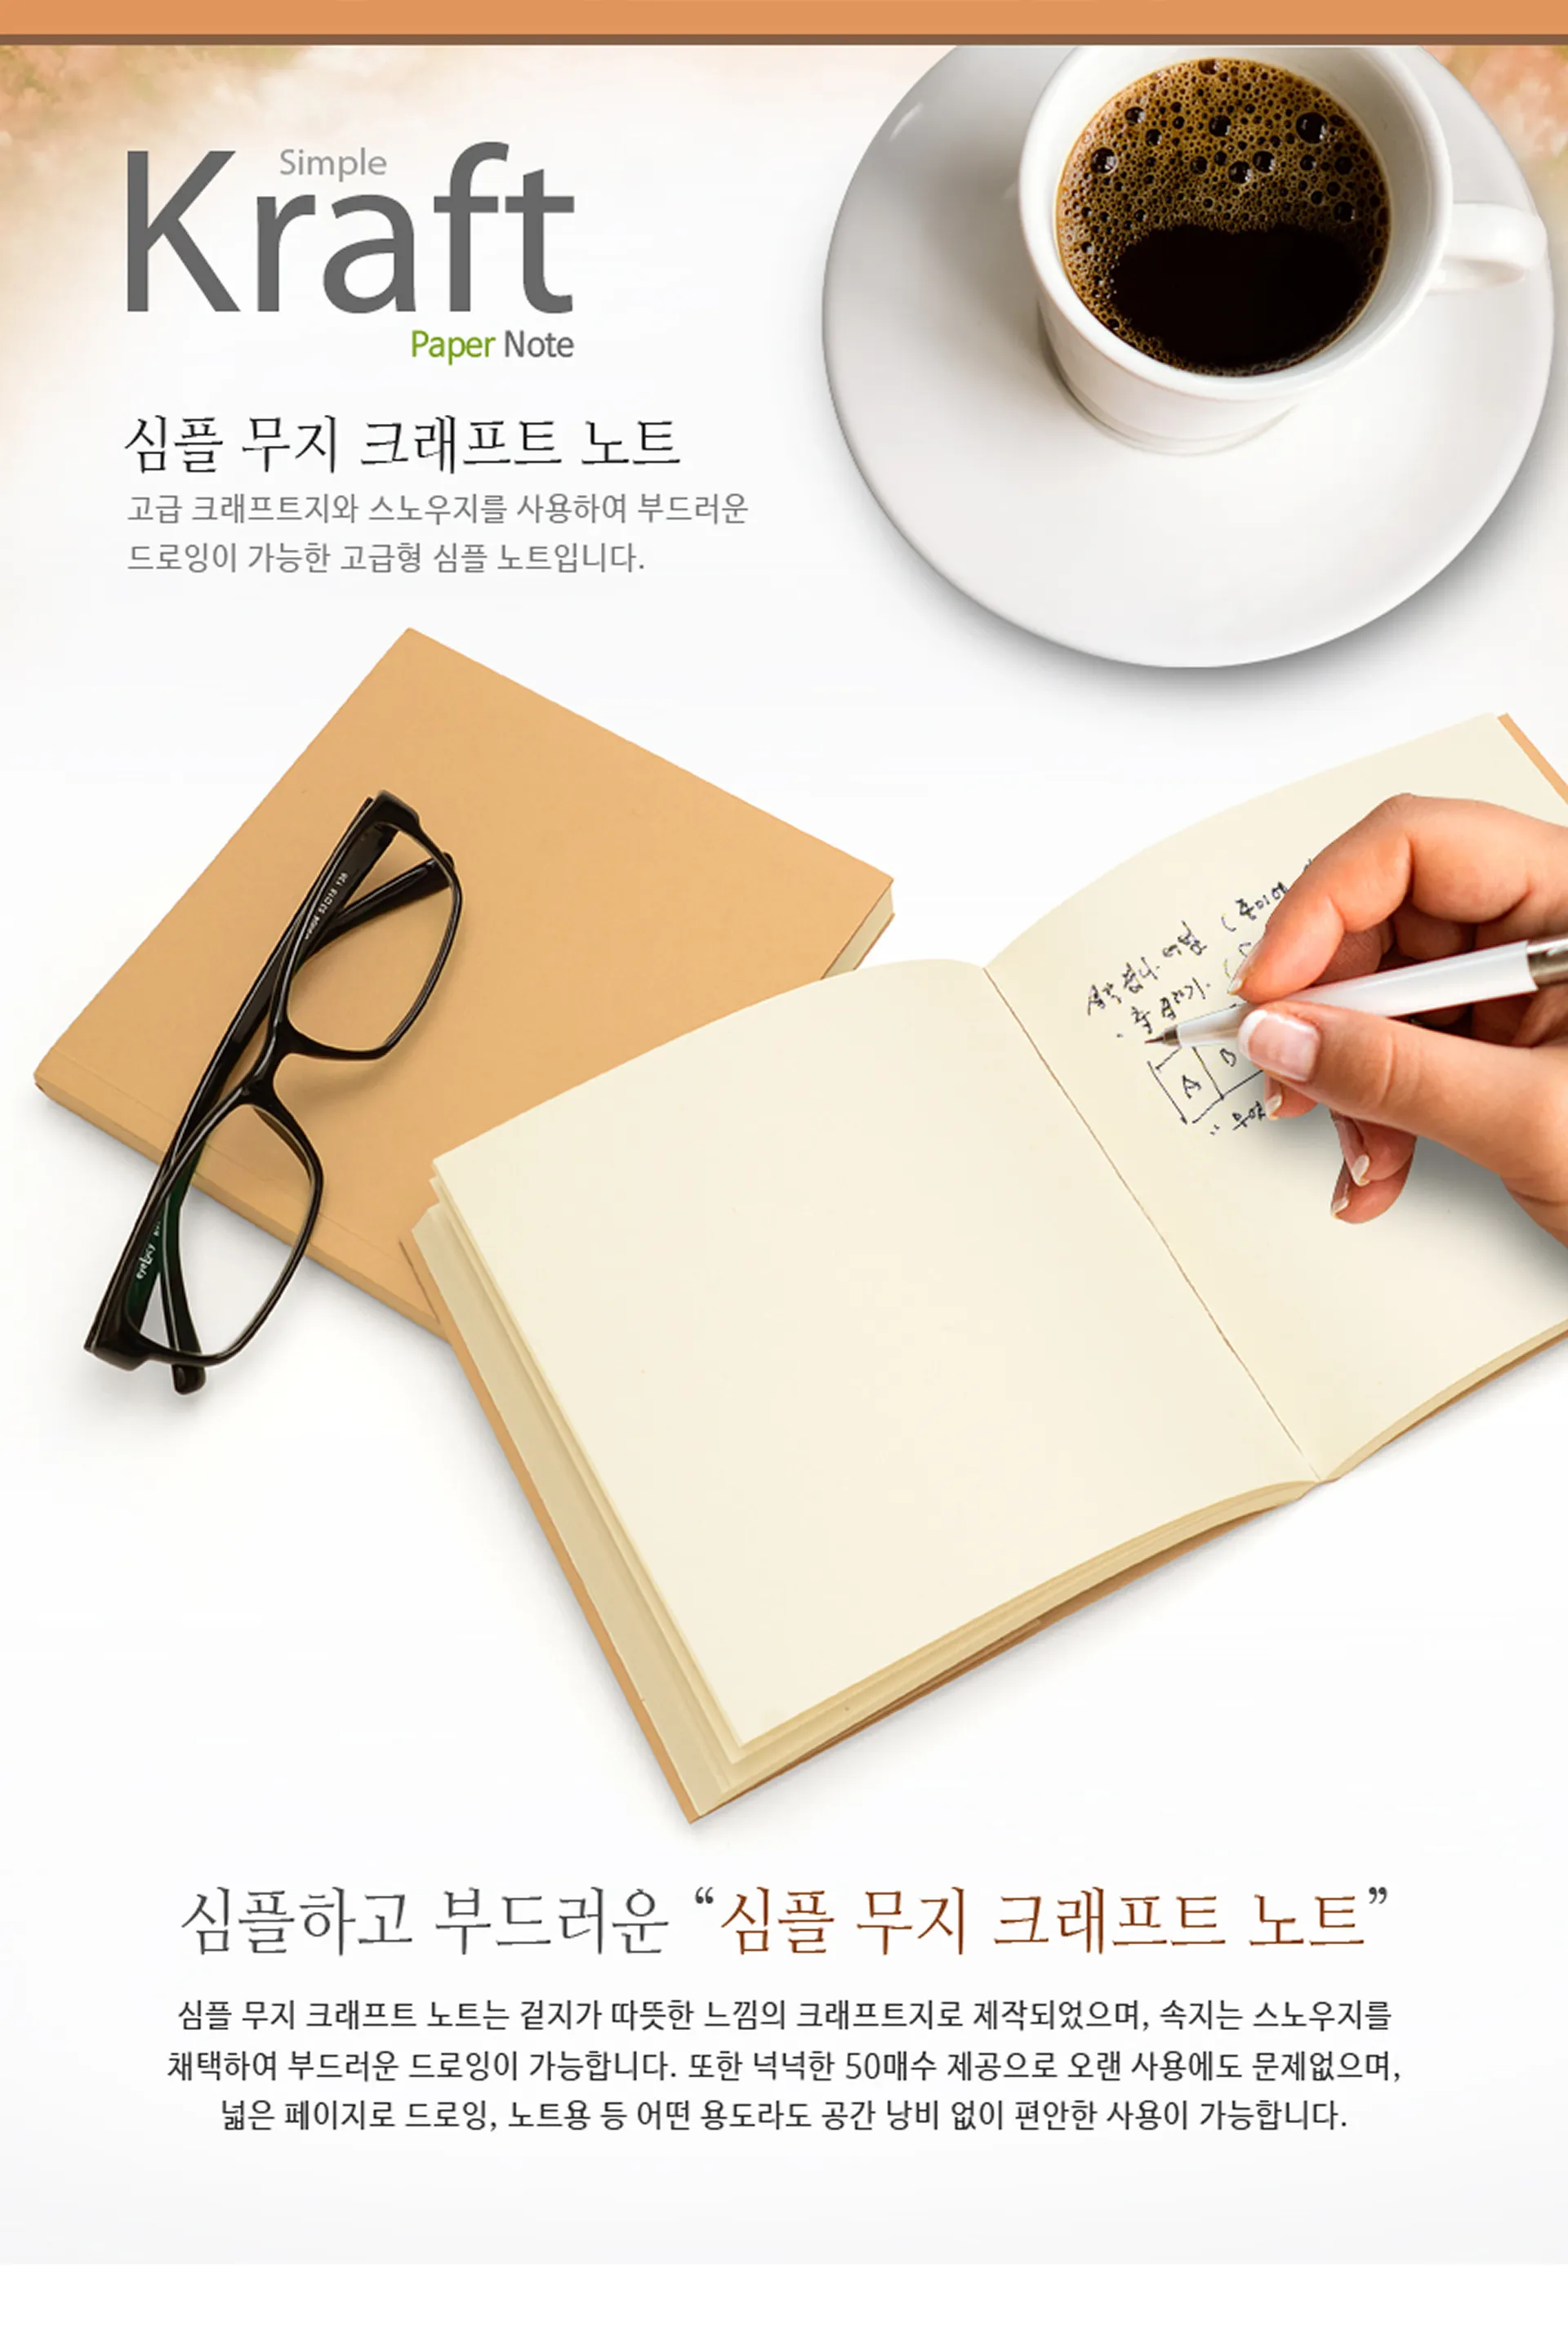 Simple
Kraft
Paper Note
심플 무지 크래프트 노트
고급 크래프트지와 스노우지를 사용하여 부드러운
드로잉이 가능한 고급형 심플 노트입니다.
A
B
심플하고 부드러운 “심플 무지 크래프트 노트”
심플 무지 크래프트 노트는 겉지가 따뜻한 느낌의 크래프트지로 제작되었으며, 속지는 스노우지를
채택하여 부드러운 드로잉이 가능합니다. 또한 넉넉한 50매수 제공으로 오랜 사용에도 문제없으며,
넓은 페이지로 드로잉, 노트용 등 어떤 용도라도 공간 낭비 없이 편안한 사용이 가능합니다.